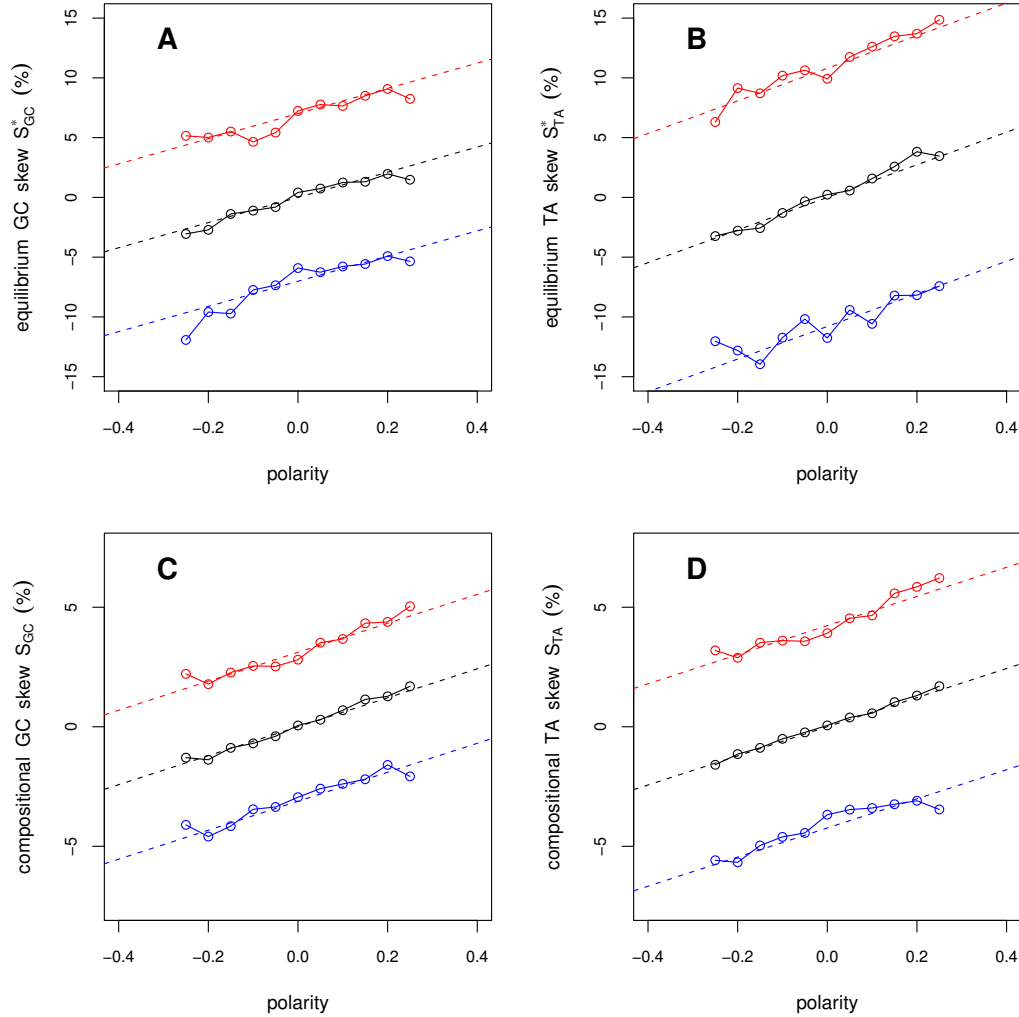 A
equilibrium GC skew S*GC (%)
15
10
5
0
−5
−10
−15
−0.4 −0.2 0.0 0.2 0.4
polarity
B
equilibrium TA skew S*TA (%)
15
10
5
0
−5
−10
−15
−0.4 −0.2 0.0 0.2 0.4
polarity
C
compositional GC skew SGC (%)
5
0
−5
−0.4 −0.2 0.0 0.2 0.4
polarity
D
compositional TA skew STA (%)
5
0
−5
−0.4 −0.2 0.0 0.2 0.4
polarity